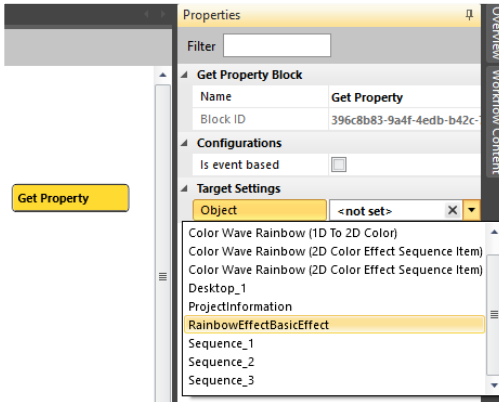 Properties
Filter
Get Property Block
Name Get Property
Block ID 396c8b83-9a4f-4edb-b42c-
Configurations
Is event based
Target Settings
Object <not set>
Color Wave Rainbow (1D To 2D Color)
Color Wave Rainbow (2D Color Effect Sequence Item)
Color Wave Rainbow (2D Color Effect Sequence Item)
Desktop_1
ProjectInformation
RainbowEffectBasicEffect
Sequence_1
Sequence_2
Sequence_3
Get Property
Overview
Workflow Content